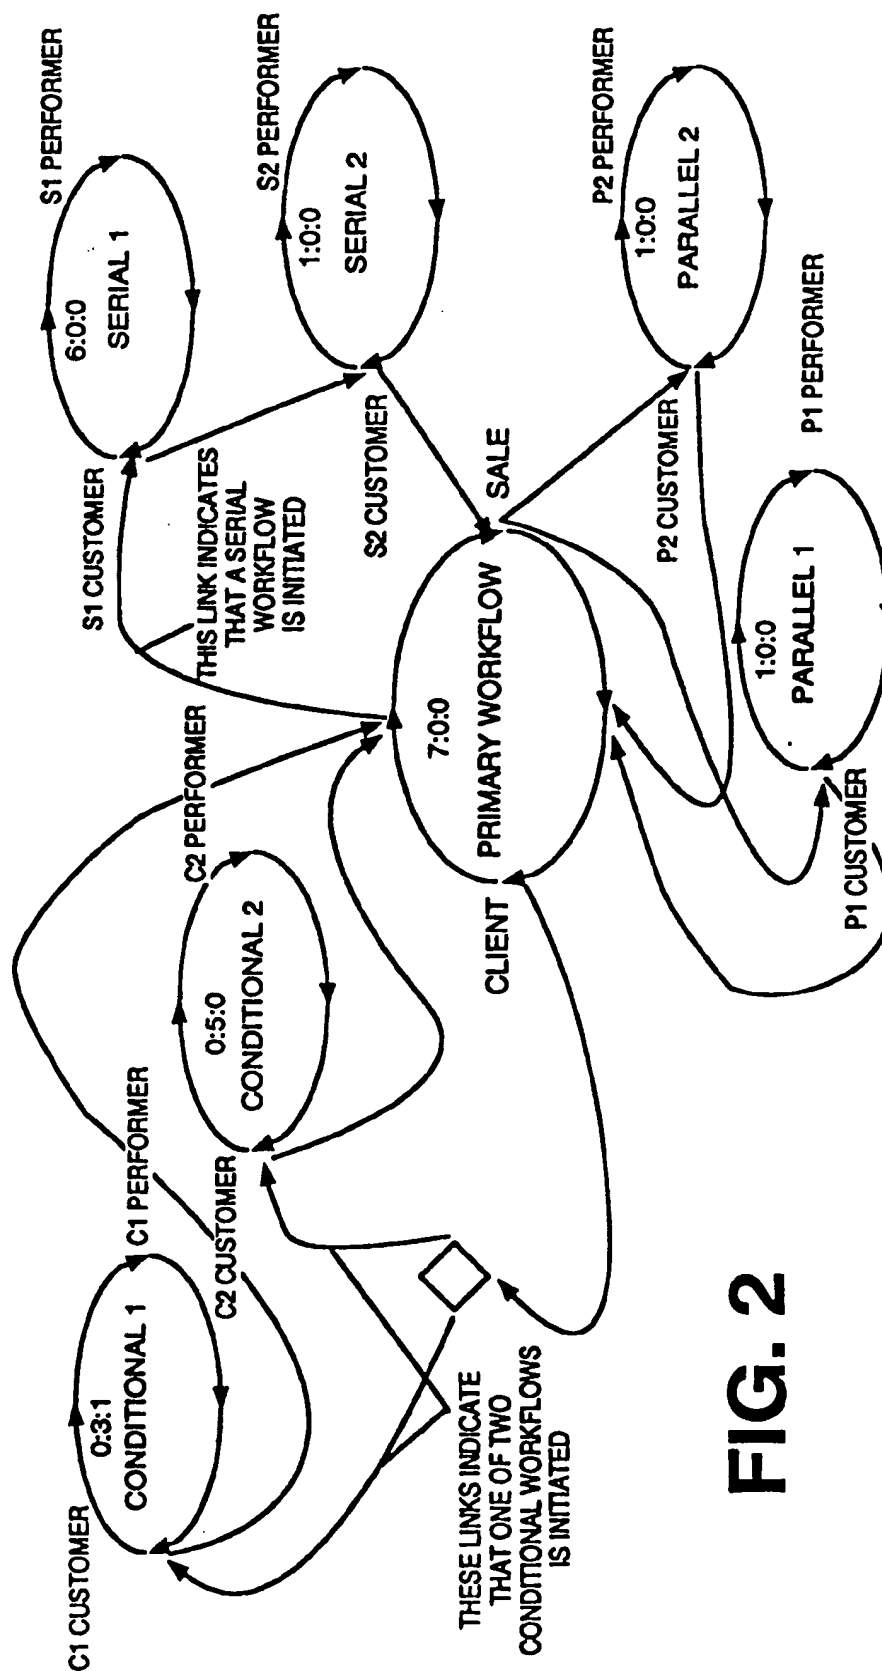 C1 CUSTOMER
0:3:1
CONDITIONAL 1
C1 PERFORMER
C2 CUSTOMER
0:5:0
CONDITIONAL 2
C2 PERFORMER
S1 CUSTOMER
6:0:0
SERIAL 1
S1 PERFORMER
THIS LINK INDICATES
THAT A SERIAL
WORKFLOW
IS INITIATED
S2 CUSTOMER
1:0:0
SERIAL 2
S2 PERFORMER
CLIENT
7:0:0
PRIMARY WORKFLOW
SALE
P2 CUSTOMER
1:0:0
PARALLEL 2
P2 PERFORMER
P1 CUSTOMER
1:0:0
PARALLEL 1
P1 PERFORMER
THESE LINKS INDICATE
THAT ONE OF TWO
CONDITIONAL WORKFLOWS
IS INITIATED
FIG. 2